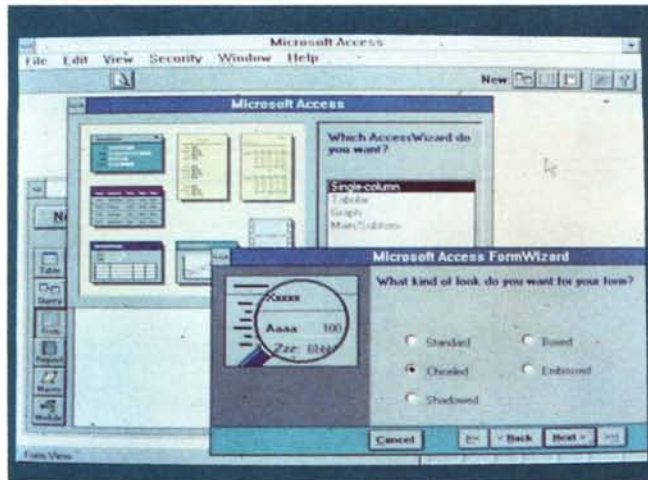 Microsoft Access
File Edit View Security Window Help
New
Microsoft Access
Which AccessWizard do
you want?
Single-column
Tabular
Graph
Main/Subform
Table
Query
Form
Report
Macro
Module
Microsoft Access FormWizard
What kind of look do you want for your form?
Xxxxx
Aaaa 100
Zzz: Bbbb
Standard
Boxed
Chiseled
Embossed
Shadowed
Cancel
< Back
Next >
Form View